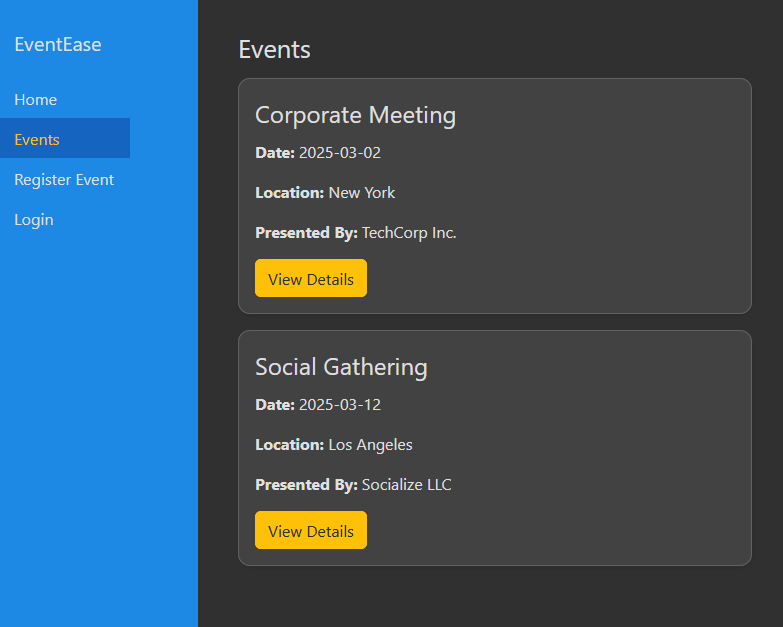 EventEase
Home
Events
Register Event
Login
Events
Corporate Meeting
Date: 2025-03-02
Location: New York
Presented By: TechCorp Inc.
View Details
Social Gathering
Date: 2025-03-12
Location: Los Angeles
Presented By: Socialize LLC
View Details